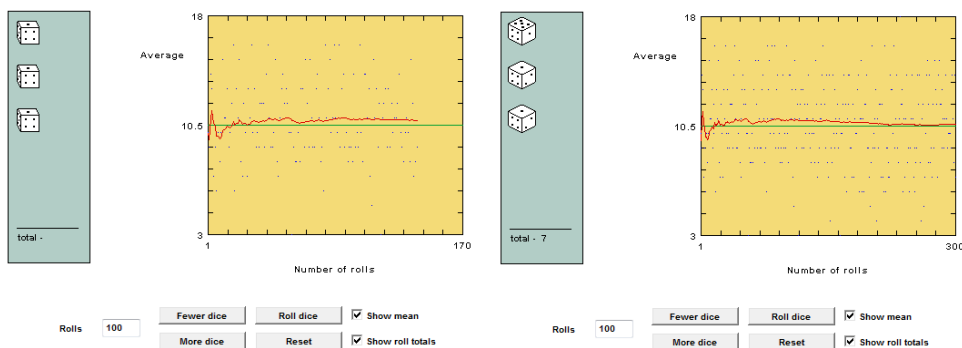 18
Average
10.5
3
1
170
Number of rolls
total -
Rolls
100
Fewer dice
Roll dice
Show mean
More dice
Reset
Show roll totals
18
Average
10.5
3
1
300
Number of rolls
total - 7
Rolls
100
Fewer dice
Roll dice
Show mean
More dice
Reset
Show roll totals